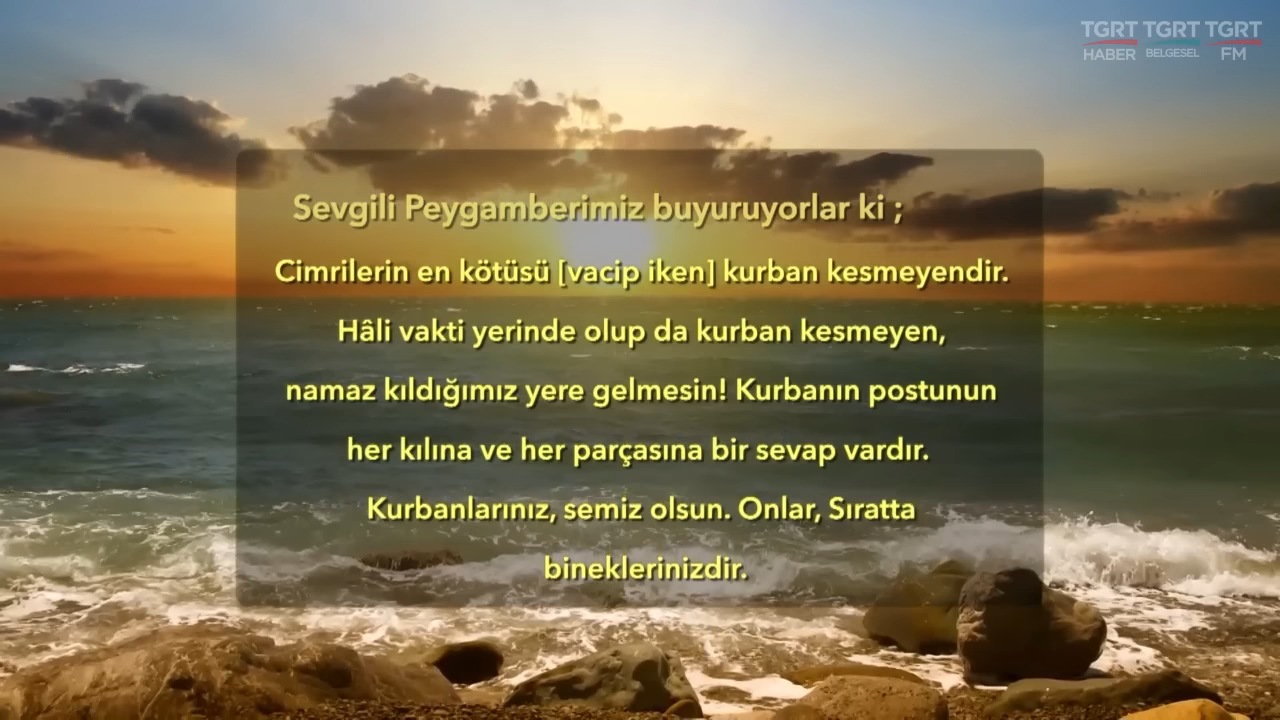 TGRT TGRT TGRT
HABER BELGESEL FM
Sevgili Peygamberimiz buyuruyorlar ki ;
Cimrilerin en kötüsü [vacip iken] kurban kesmeyendir.
Hâli vakti yerinde olup da kurban kesmeyen,
namaz kıldığımız yere gelmesin! Kurbanın postunun
her kılına ve her parçasına bir sevap vardır.
Kurbanlarınız, semiz olsun. Onlar, Sıratta
bineklerinizdir.